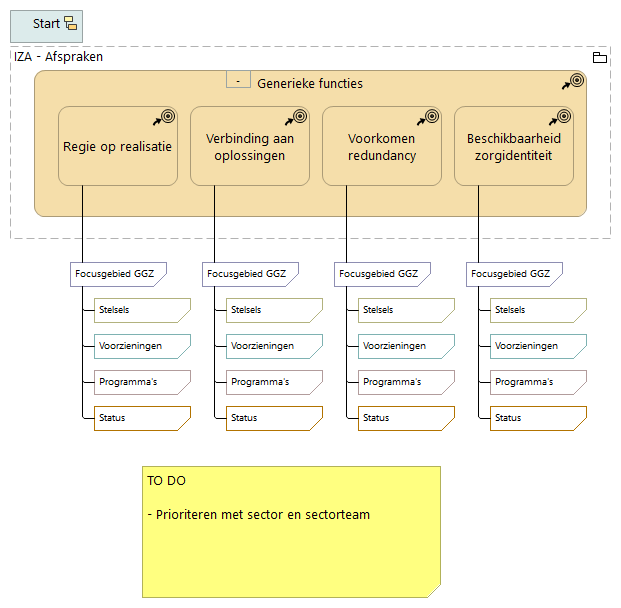 Start
IZA - Afspraken
-
Generieke functies
Regie op realisatie
Verbinding aan
oplossingen
Voorkomen
redundancy
Beschikbaarheid
zorgidentiteit
Focusgebied GGZ
Stelsels
Voorzieningen
Programma's
Status
Focusgebied GGZ
Stelsels
Voorzieningen
Programma's
Status
Focusgebied GGZ
Stelsels
Voorzieningen
Programma's
Status
Focusgebied GGZ
Stelsels
Voorzieningen
Programma's
Status
TO DO
- Prioriteren met sector en sectorteam